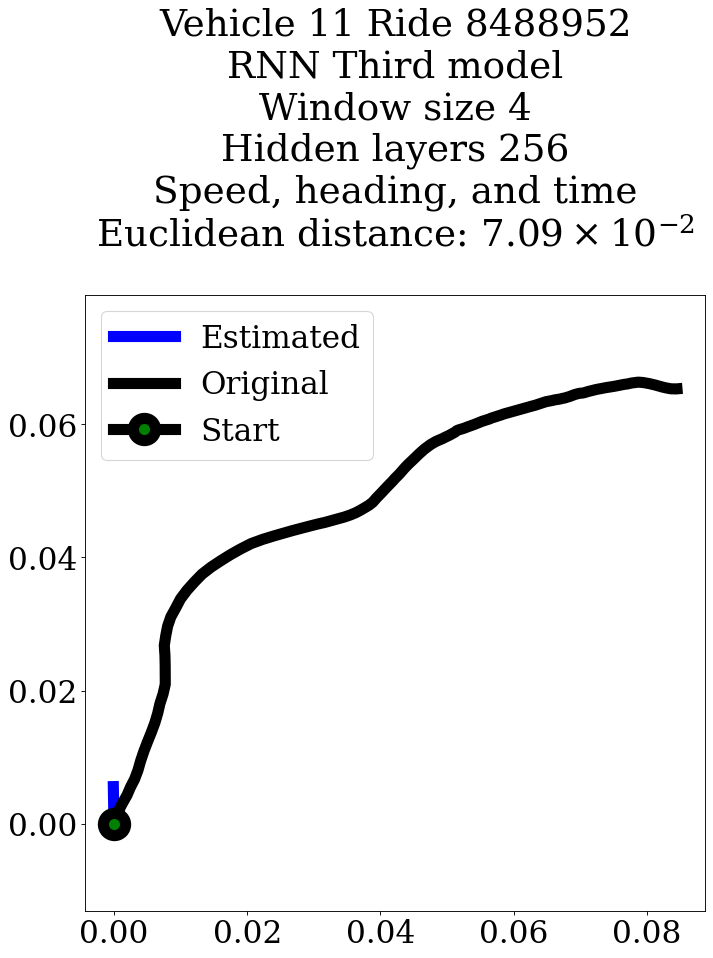 Vehicle 11 Ride 8488952
RNN Third model
Window size 4
Hidden layers 256
Speed, heading, and time
Euclidean distance: 7.09 × 10⁻²
Estimated
Original
Start
0.06
0.04
0.02
0.00
0.00 0.02 0.04 0.06 0.08